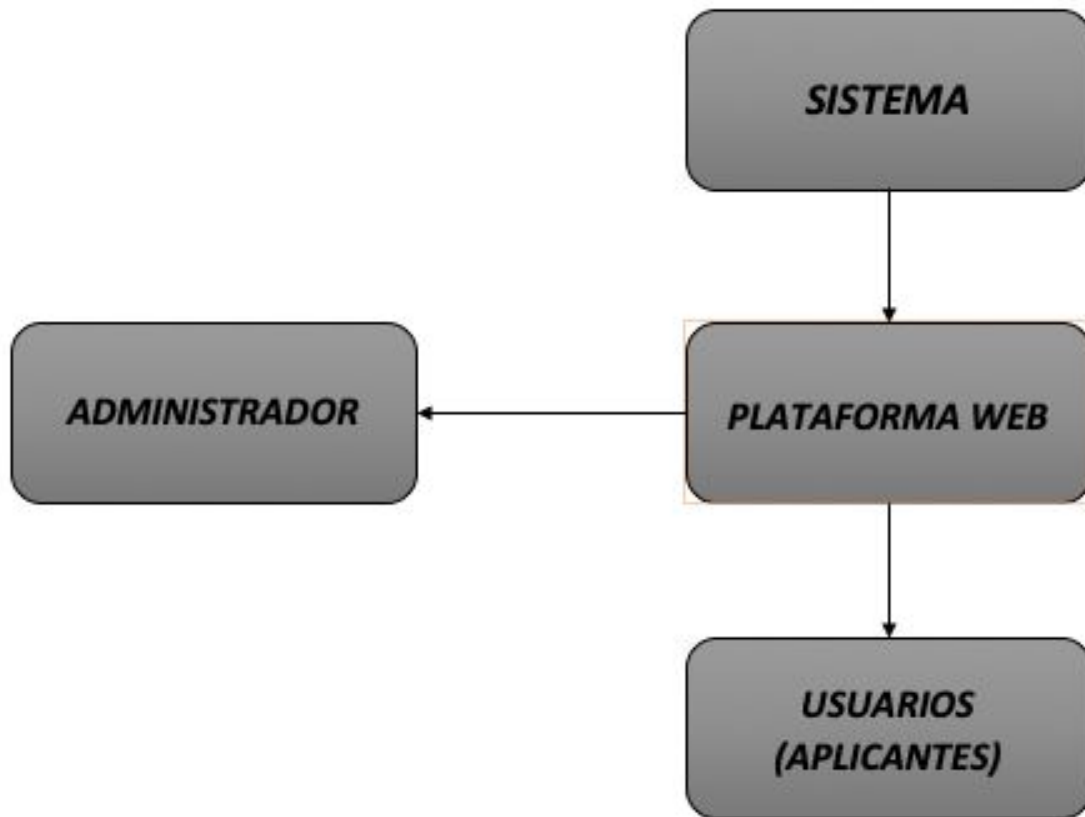 SISTEMA
ADMINISTRADOR
PLATAFORMA WEB
USUARIOS
(APLICANTES)